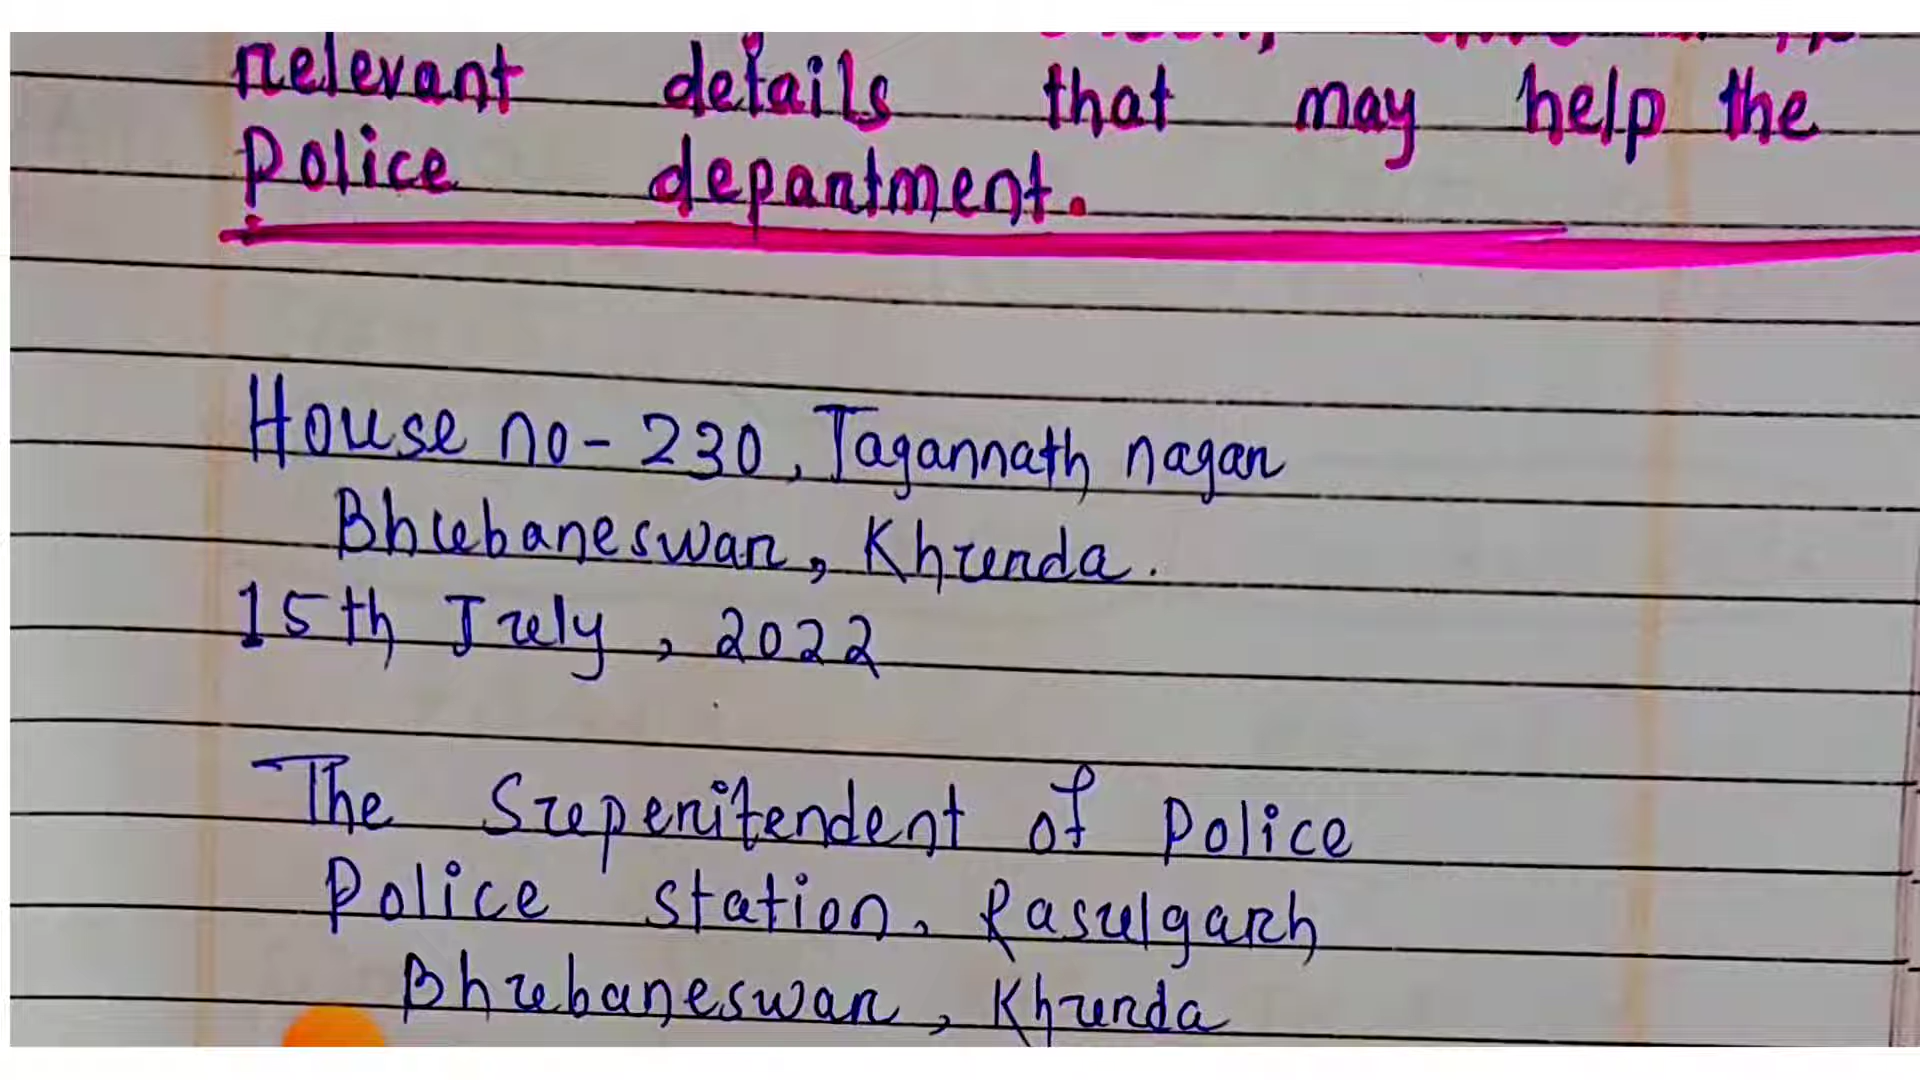 relevant details that may help the
Police department.
House no - 230, Jagannath nagar
Bhubaneswar, Khurda.
15th July, 2022
The Superitendent of Police
Police station, Rasulgarh
Bhubaneswar, Khurda